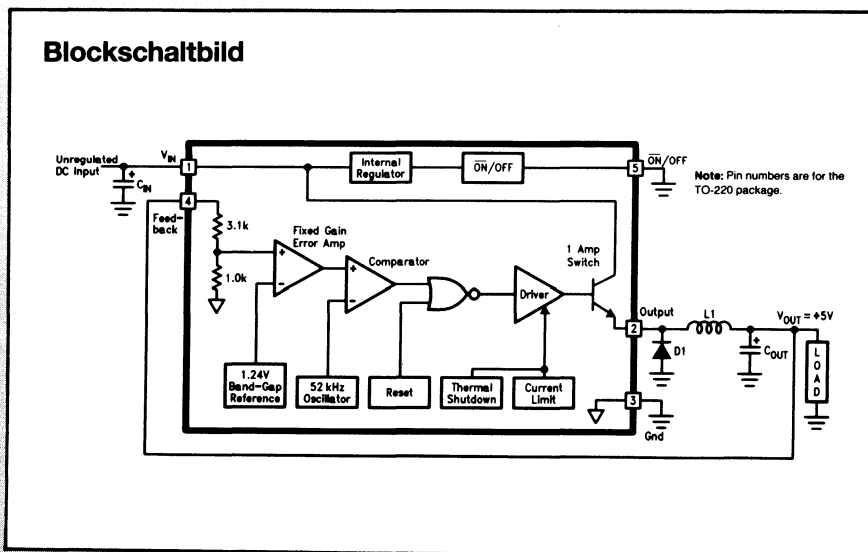 Blockschaltbild
Unregulated
DC Input
VIN
1
CIN
+
4
Feed-
back
3.1k
1.0k
Internal
Regulator
ON/OFF
5
ON/OFF
Note: Pin numbers are for the
TO-220 package.
Fixed Gain
Error Amp
+
-
Comparator
+
-
Driver
1 Amp
Switch
Output
2
L1
VOUT = +5V
D1
+
COUT
LOAD
1.24V
Band-Gap
Reference
52 kHz
Oscillator
Reset
Thermal
Shutdown
Current
Limit
3
Gnd